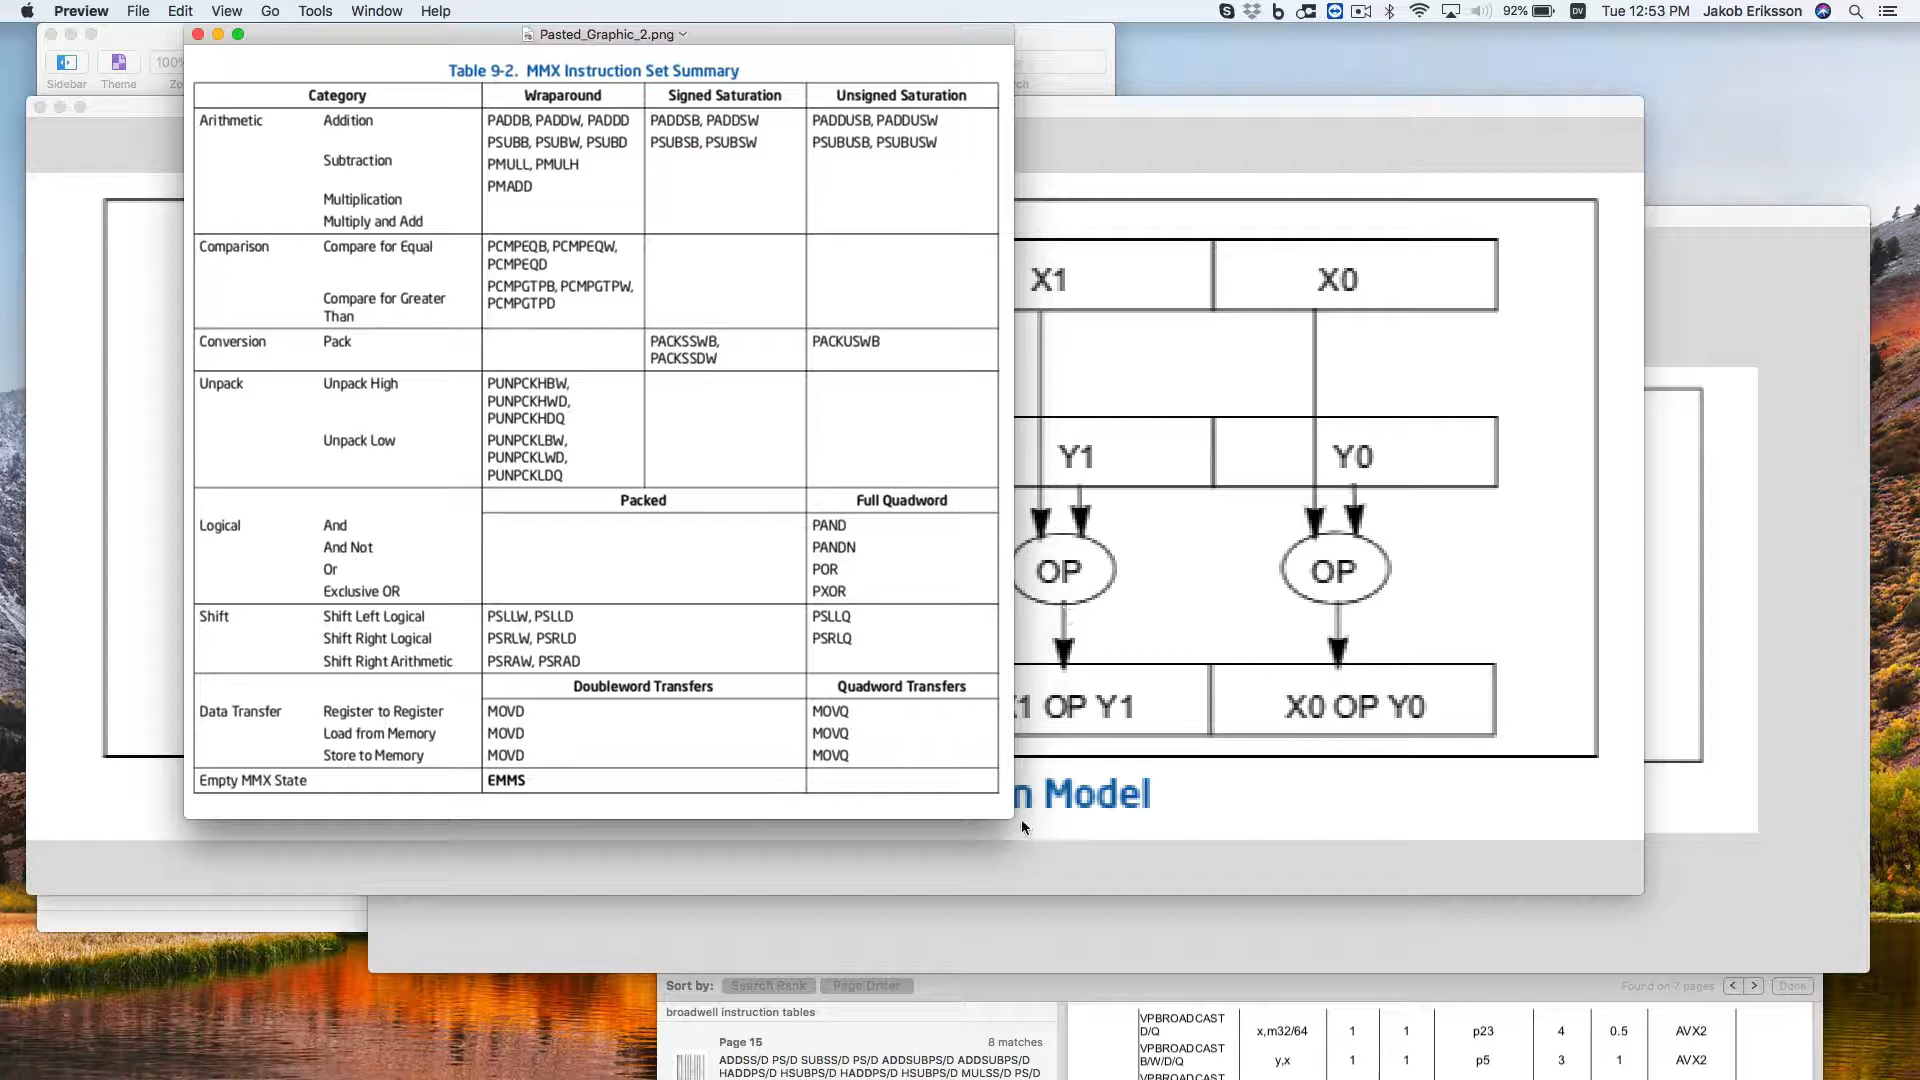 Preview File Edit View Go Tools Window Help
92% DV Tue 12:53 PM Jakob Eriksson
Pasted_Graphic_2.png
Sidebar Theme
100%
Table 9-2. MMX Instruction Set Summary
Category Wraparound Signed Saturation Unsigned Saturation
Arithmetic Addition PADDB, PADDW, PADDD PADDSB, PADDSW PADDUSB, PADDUSW
PSUBB, PSUBW, PSUBD PSUBSB, PSUBSW PSUBUSB, PSUBUSW
Subtraction PMULL, PMULH
PMADD
Multiplication
Multiply and Add
Comparison Compare for Equal PCMPEQB, PCMPEQW,
PCMPEQD
PCMPGTPB, PCMPGTPW,
Compare for Greater PCMPGTPD
Than
Conversion Pack PACKSSWB, PACKUSWB
PACKSSDW
Unpack Unpack High PUNPCKHBW,
PUNPCKHWD,
PUNPCKHDQ
Unpack Low PUNPCKLBW,
PUNPCKLWD,
PUNPCKLDQ
Packed Full Quadword
Logical And PAND
And Not PANDN
Or POR
Exclusive OR PXOR
Shift Shift Left Logical PSLLW, PSLLD PSLLQ
Shift Right Logical PSRLW, PSRLD PSRLQ
Shift Right Arithmetic PSRAW, PSRAD
Doubleword Transfers Quadword Transfers
Data Transfer Register to Register MOVD MOVQ
Load from Memory MOVD MOVQ
Store to Memory MOVD MOVQ
Empty MMX State EMMS
X1 X0
Y1 Y0
OP OP
X1 OP Y1 X0 OP Y0
n Model
Sort by: Search Rank Page Order Found on 7 pages Done
broadwell instruction tables
Page 15 8 matches
ADDSS/D PS/D SUBSS/D PS/D ADDSUBPS/D ADDSUBPS/D
HADDPS/D HSUBPS/D HADDPS/D HSUBPS/D MULSS/D PS/D
VPBROADCAST
D/Q x,m32/64 1 1 p23 4 0.5 AVX2
VPBROADCAST
B/W/D/Q y,x 1 1 p5 3 1 AVX2
VPBROADCAST